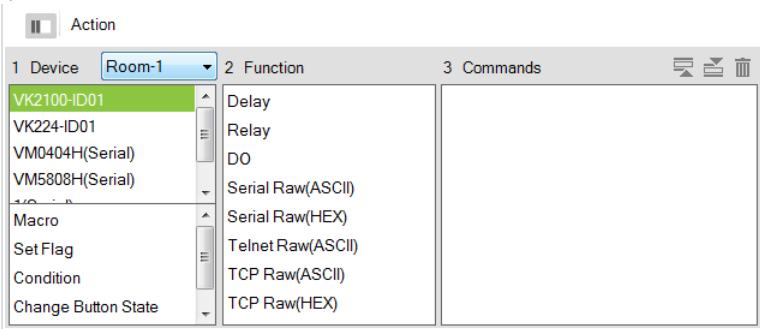 Action
1 Device Room-1 2 Function 3 Commands
VK2100-ID01
VK224-ID01
VM0404H(Serial)
VM5808H(Serial)
Macro
Set Flag
Condition
Change Button State
Delay
Relay
DO
Serial Raw(ASCII)
Serial Raw(HEX)
Telnet Raw(ASCII)
TCP Raw(ASCII)
TCP Raw(HEX)